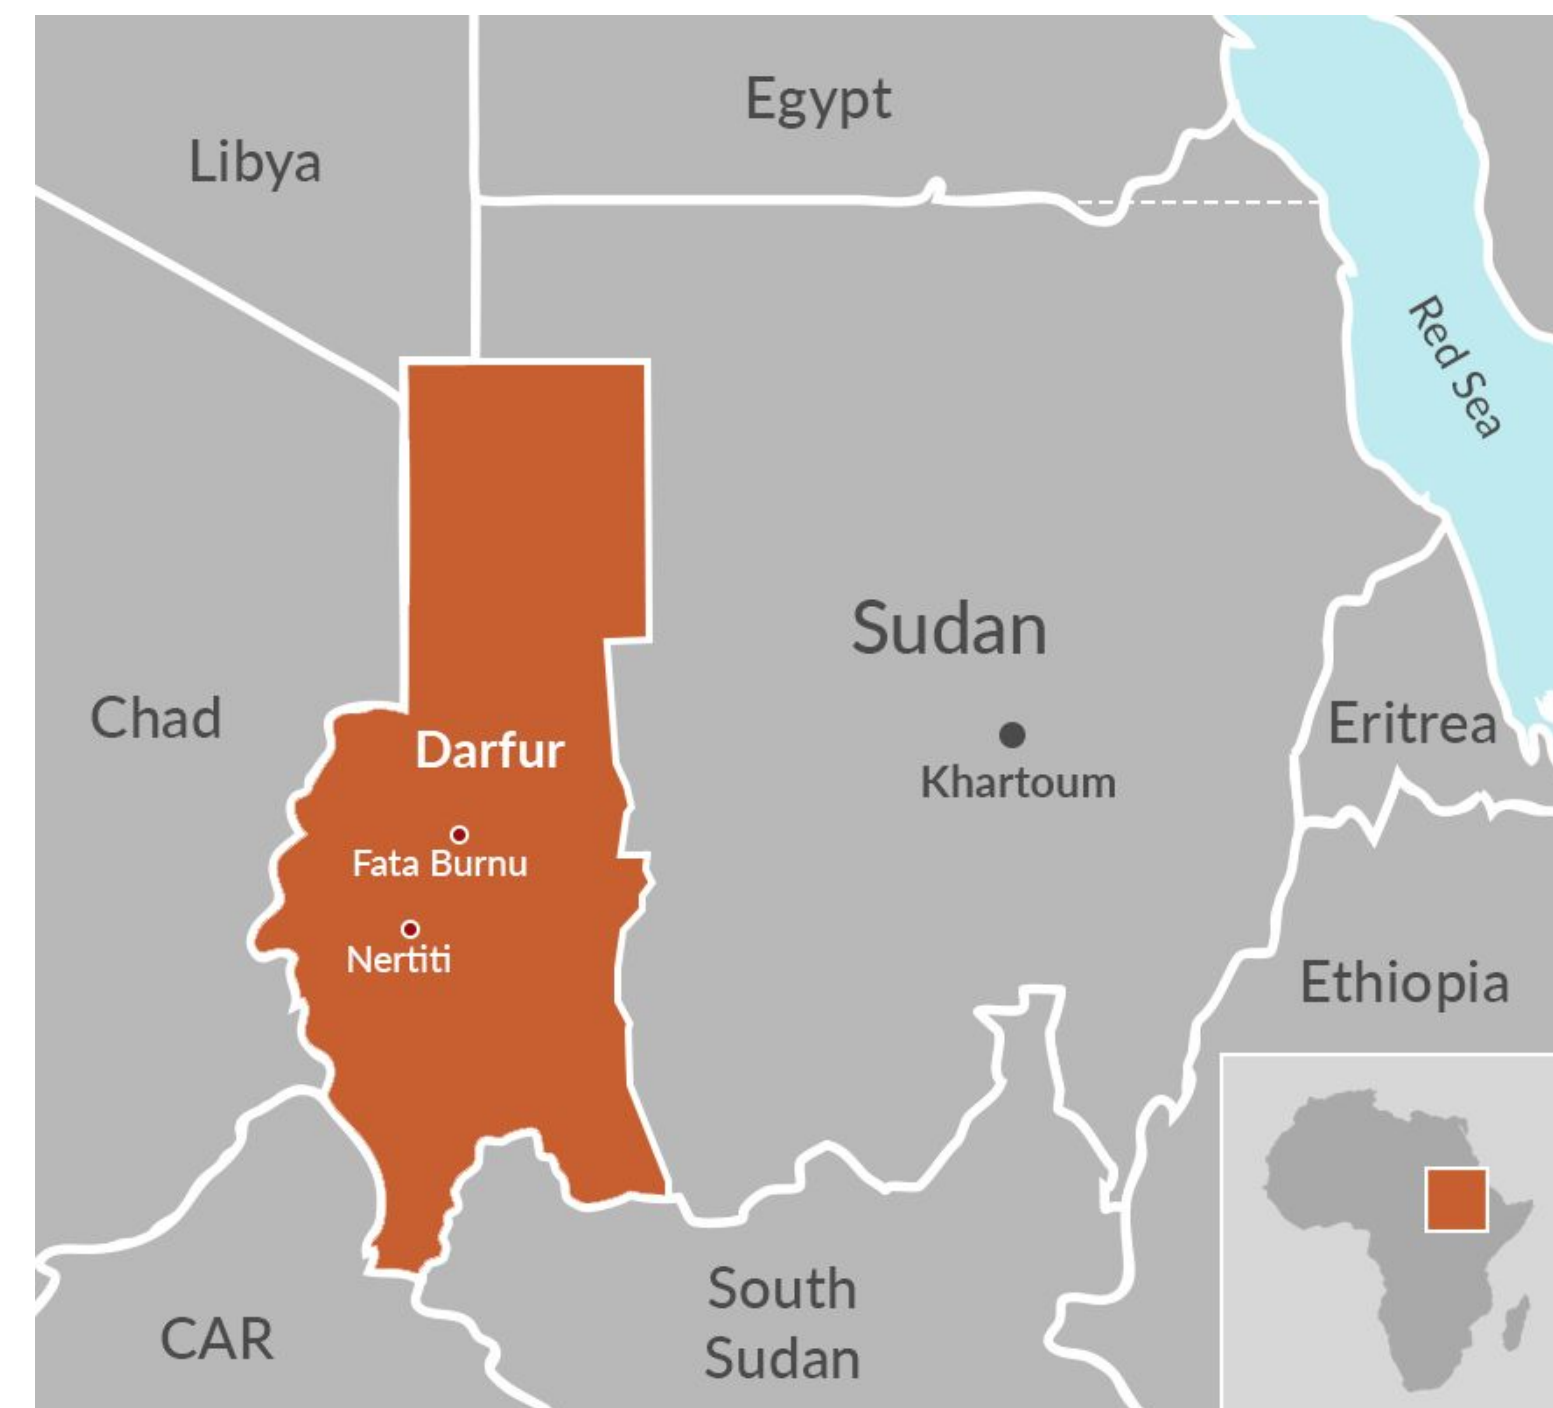 Egypt
Libya
Red Sea
Sudan
Chad
Eritrea
Darfur
Khartoum
Fata Burnu
Nertiti
Ethiopia
South
Sudan
CAR